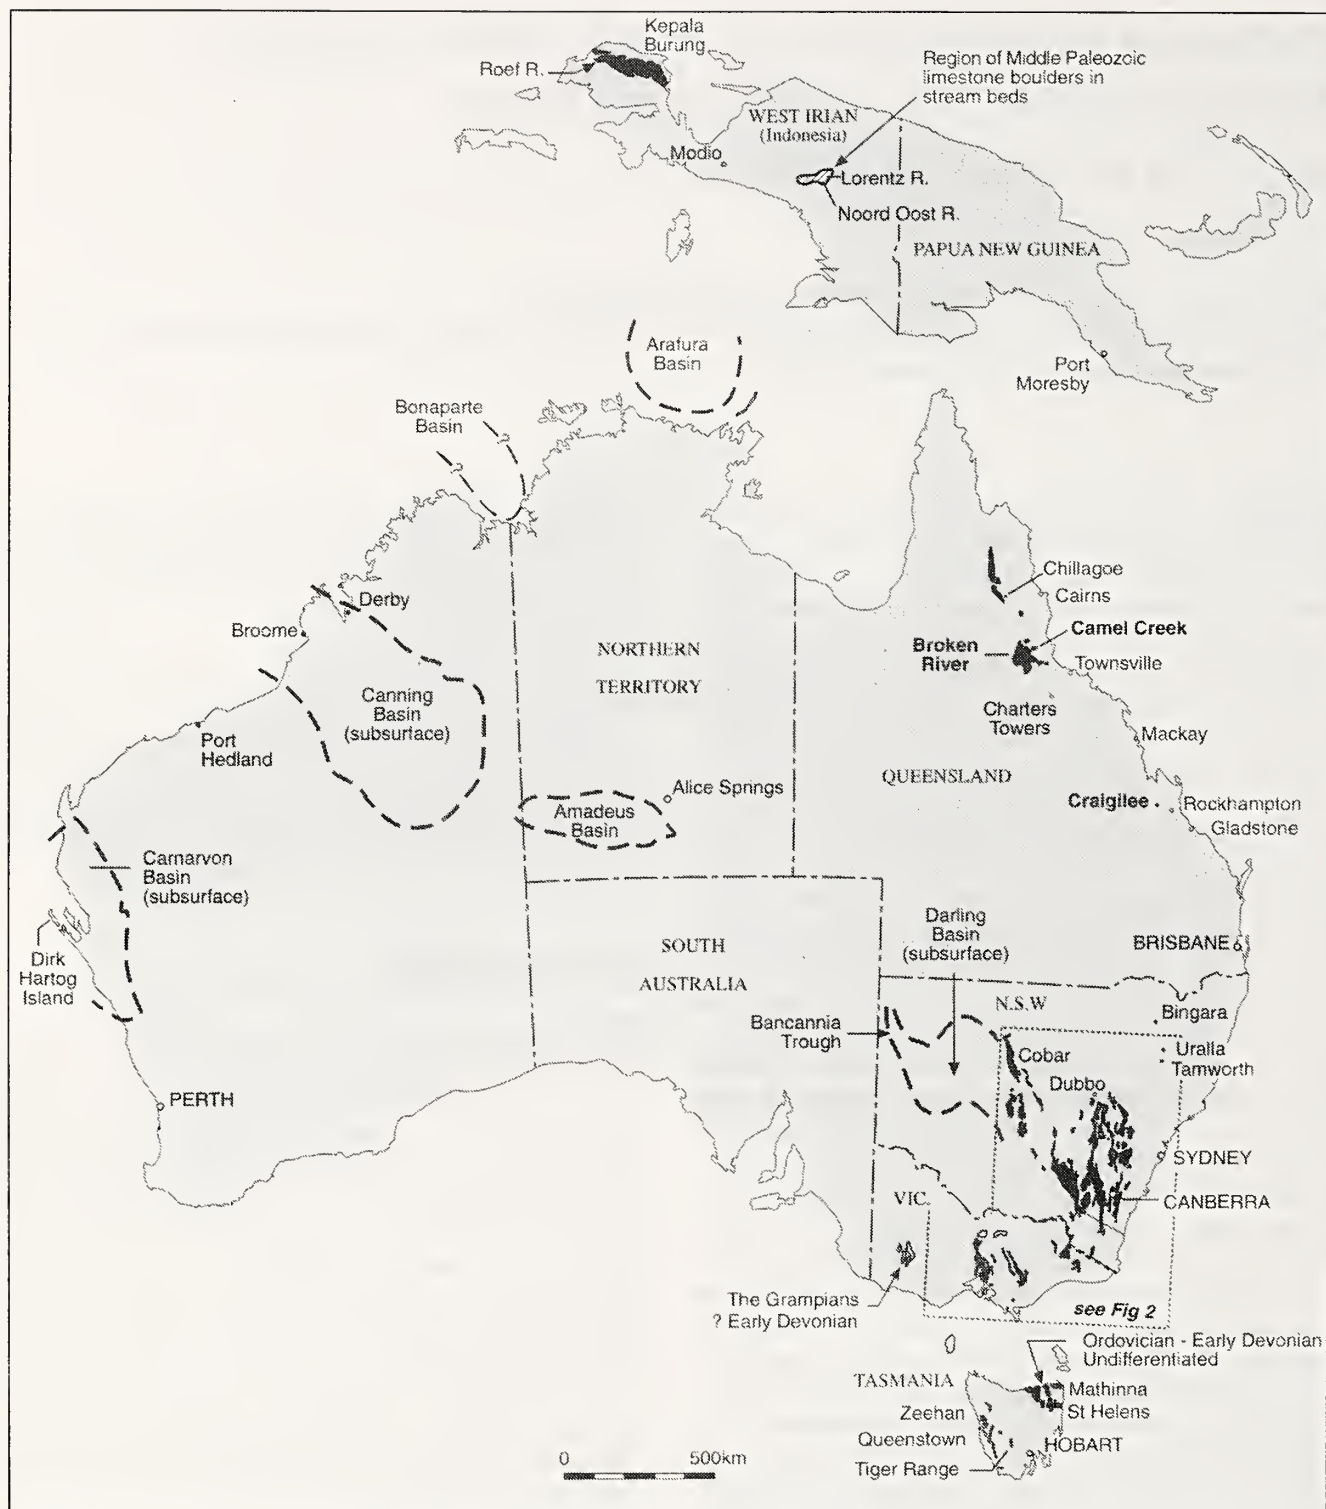 Kepala
Burung
Roef R.
Region of Middle Paleozoic
limestone boulders in
stream beds
WEST IRIAN
(Indonesia)
Modio
Lorentz R.
Noord Oost R.
PAPUA NEW GUINEA
Arafura
Basin
Port
Moresby
Bonaparte
Basin
?
?
Chillagoe
Cairns
Derby
Broome
Camel Creek
Broken
River
Townsville
NORTHERN
TERRITORY
Canning
Basin
(subsurface)
Charters
Towers
Port
Hedland
Mackay
QUEENSLAND
Alice Springs
Amadeus
Basin
Craigilee
Rockhampton
Gladstone
Carnarvon
Basin
(subsurface)
Darling
Basin
(subsurface)
BRISBANE
SOUTH
AUSTRALIA
Dirk
Hartog
Island
N.S.W
Bingara
Bancannia
Trough
Cobar
Uralla
Tamworth
Dubbo
PERTH
SYDNEY
VIC.
CANBERRA
The Grampians
? Early Devonian
see Fig 2
Ordovician - Early Devonian
Undifferentiated
TASMANIA
Mathinna
Zeehan
St Helens
Queenstown
HOBART
Tiger Range
0 500km